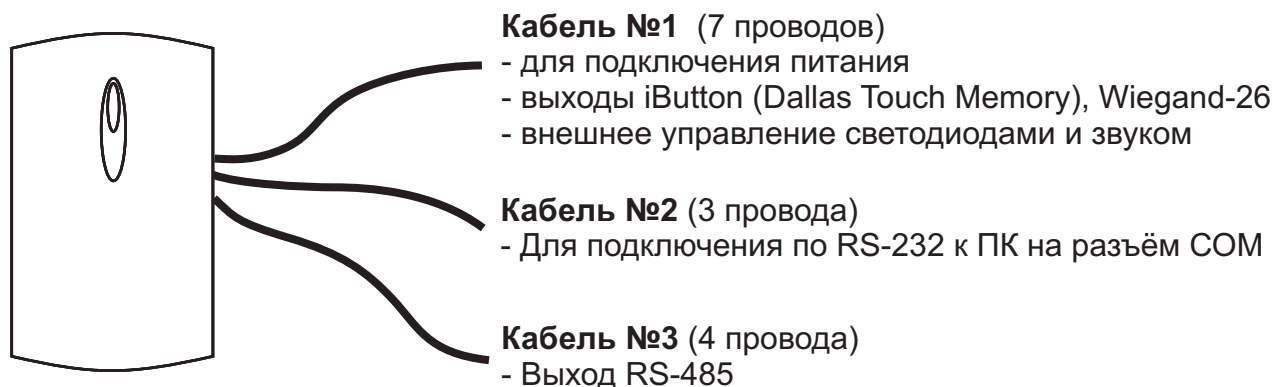 Кабель №1 (7 проводов)
- для подключения питания
- выходы iButton (Dallas Touch Memory), Wiegand-26
- внешнее управление светодиодами и звуком
Кабель №2 (3 провода)
- Для подключения по RS-232 к ПК на разъём COM
Кабель №3 (4 провода)
- Выход RS-485